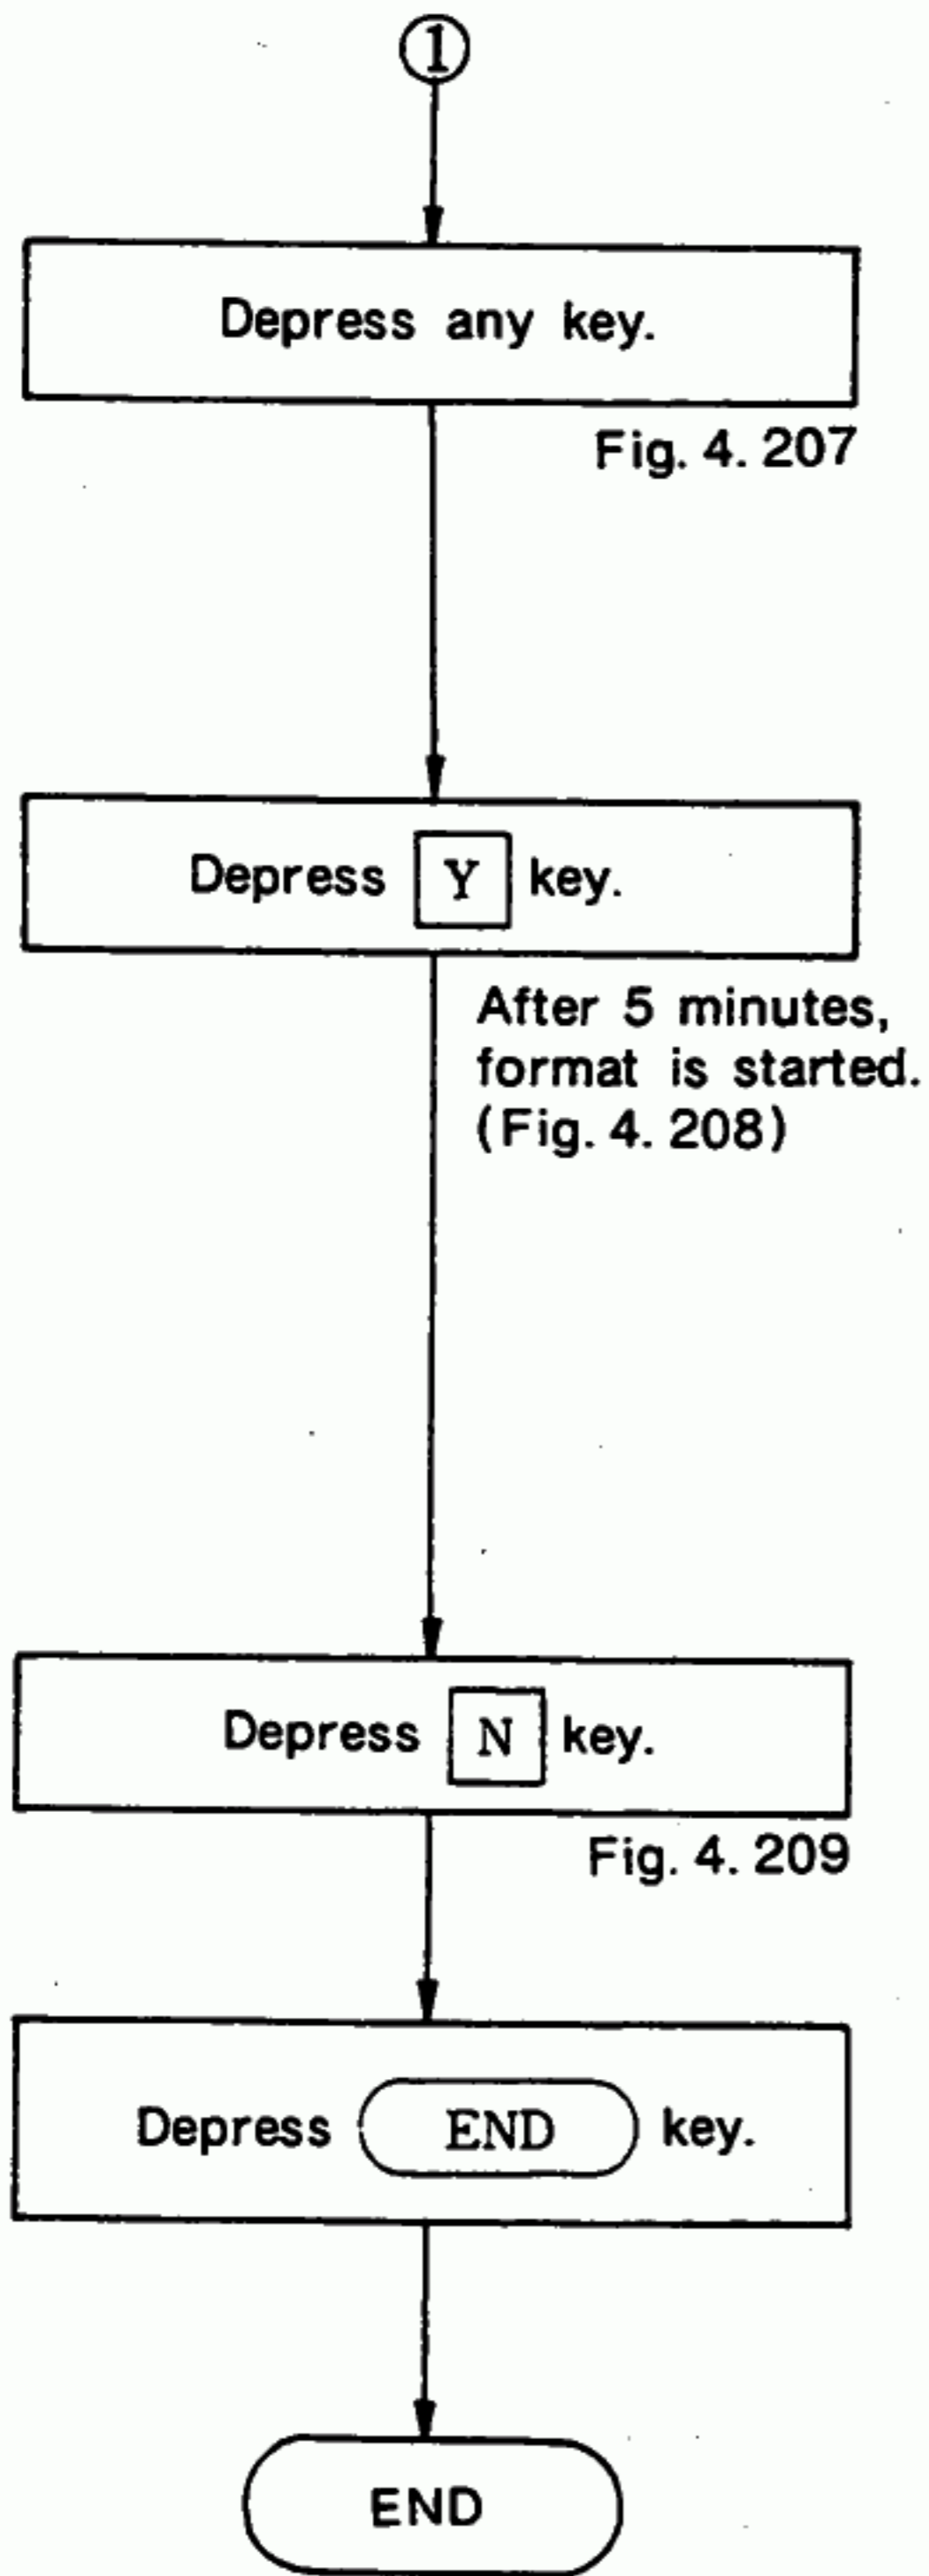 ①
Depress any key.
Fig. 4. 207
Depress Y key.
After 5 minutes,
format is started.
(Fig. 4. 208)
Depress N key.
Fig. 4. 209
Depress END key.
END